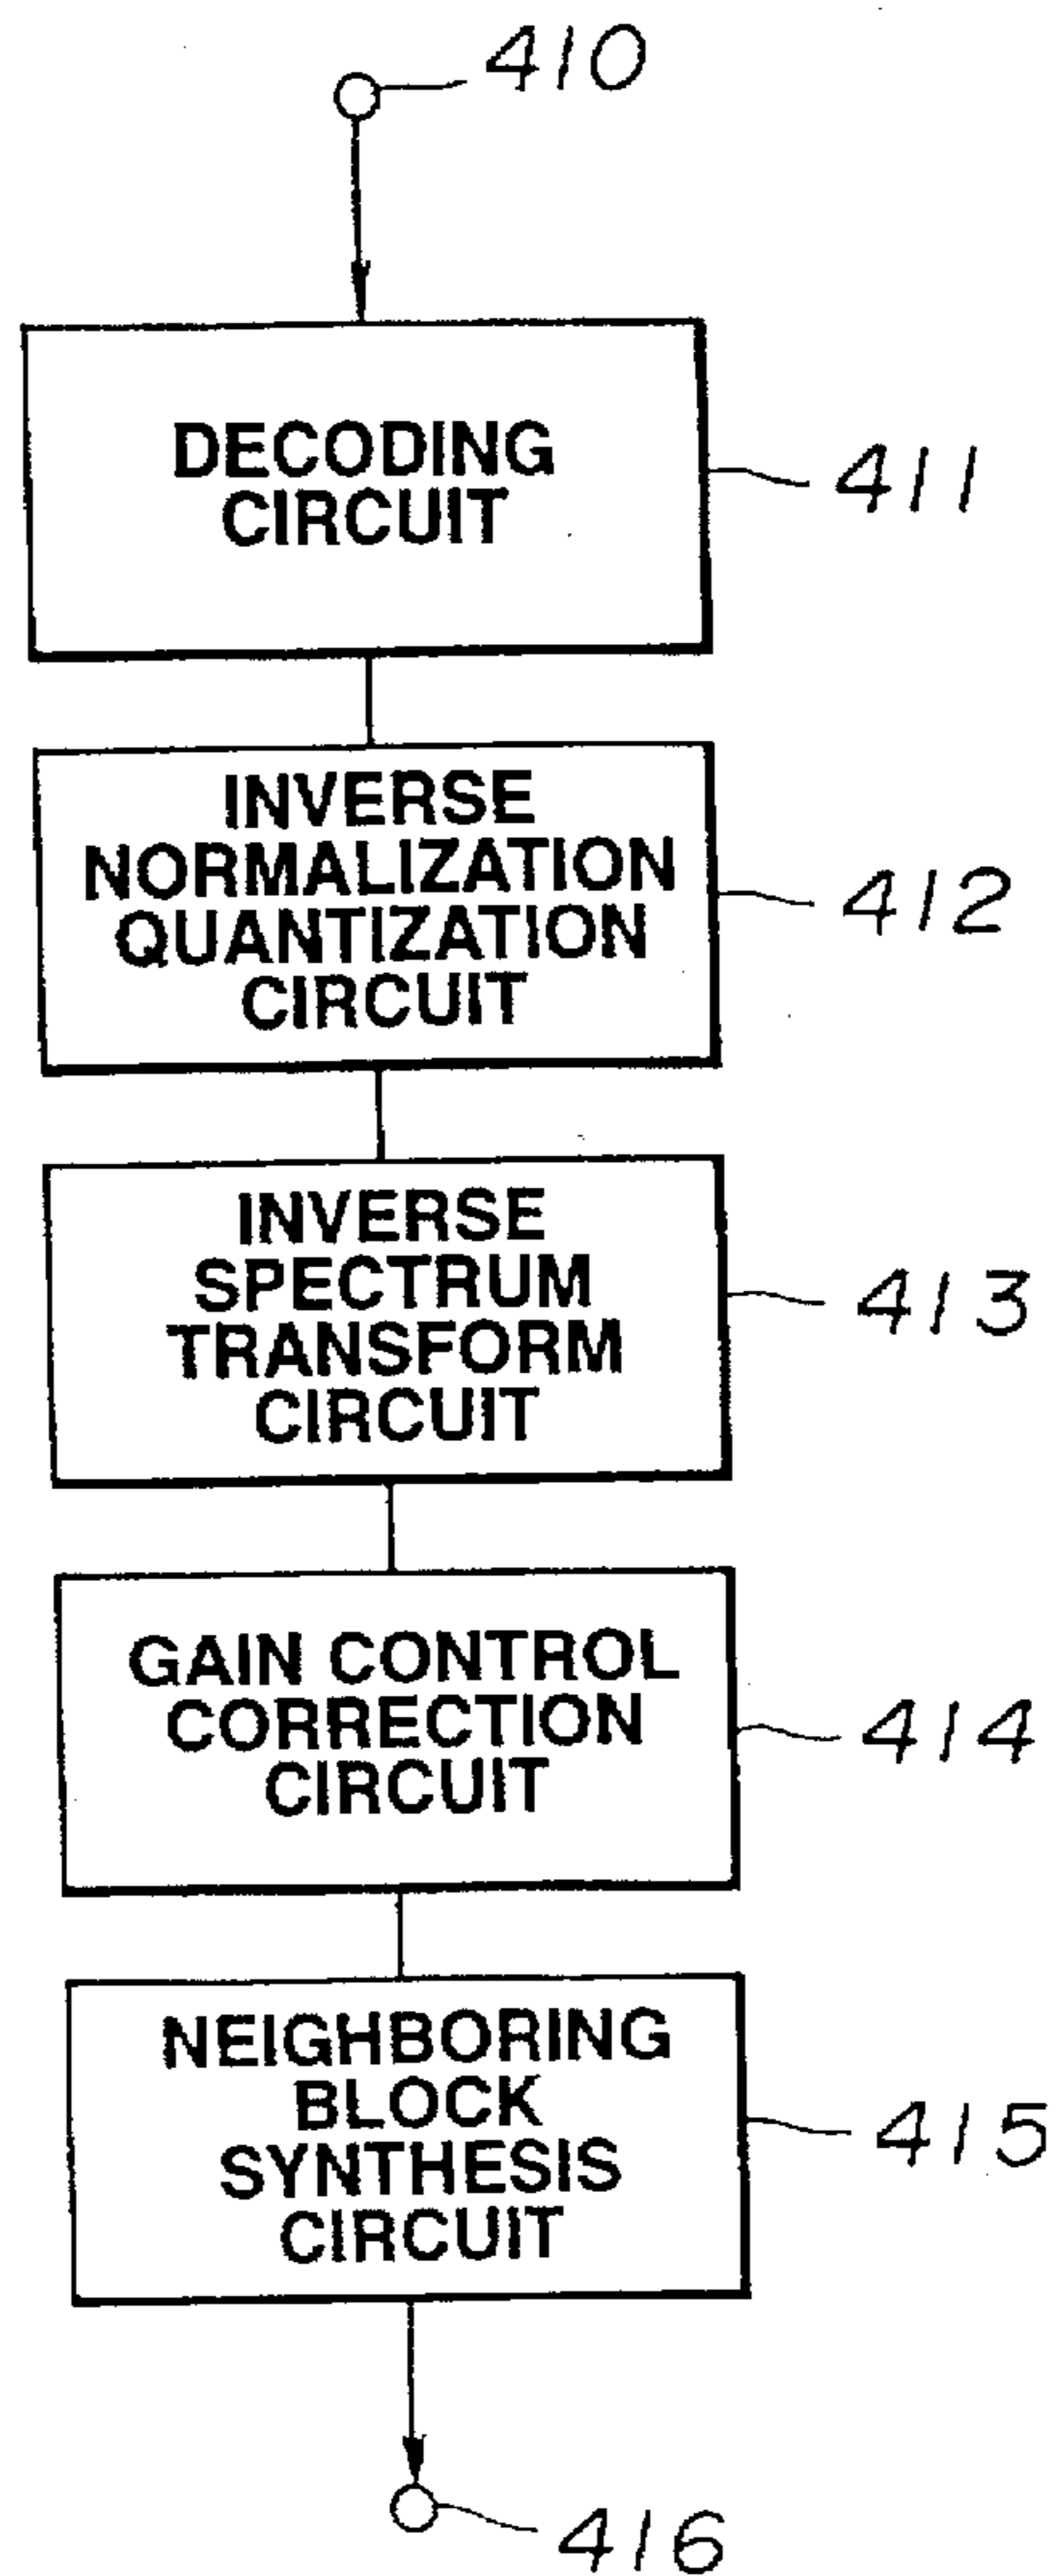 410
DECODING
CIRCUIT
411
INVERSE
NORMALIZATION
QUANTIZATION
CIRCUIT
412
INVERSE
SPECTRUM
TRANSFORM
CIRCUIT
413
GAIN CONTROL
CORRECTION
CIRCUIT
414
NEIGHBORING
BLOCK
SYNTHESIS
CIRCUIT
415
416